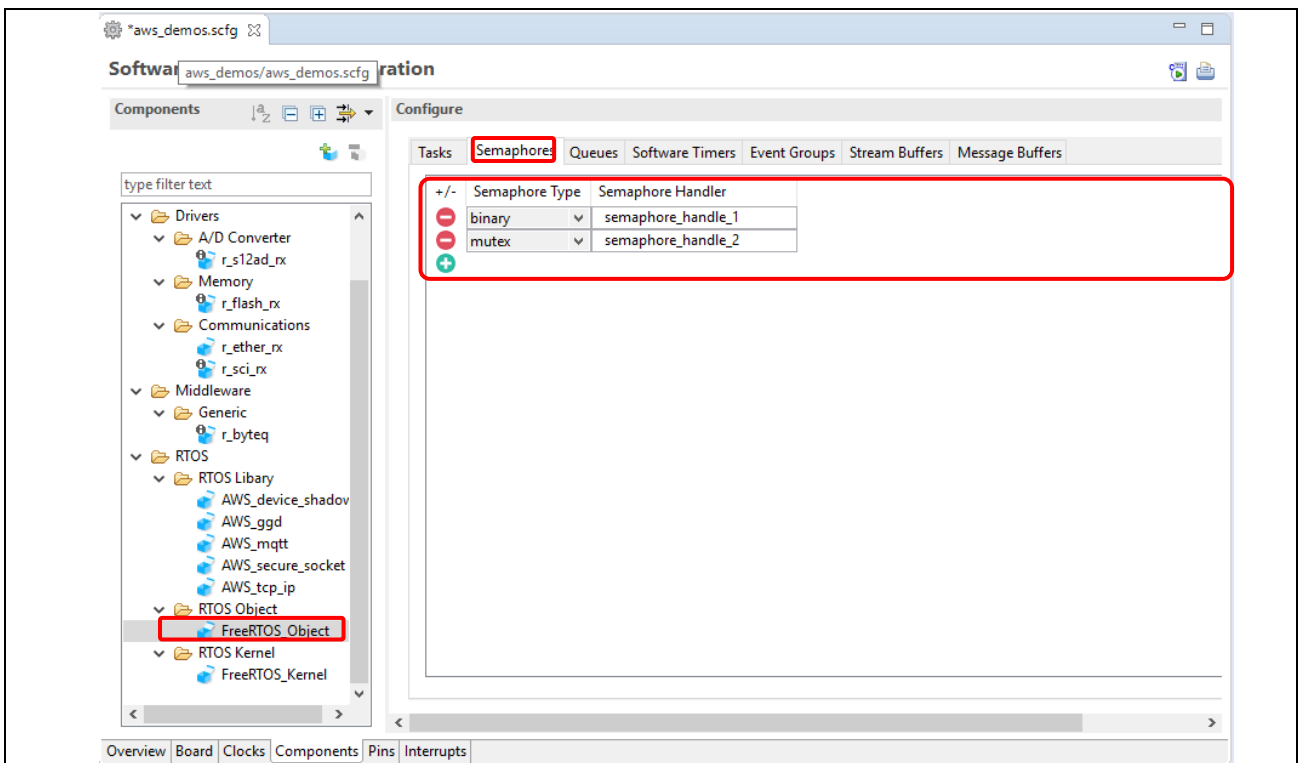 *aws_demos.scfg
Softwar ration
aws_demos/aws_demos.scfg
Components
type filter text
Drivers
A/D Converter
r_s12ad_rx
Memory
r_flash_rx
Communications
r_ether_rx
r_sci_rx
Middleware
Generic
r_byteq
RTOS
RTOS Libary
AWS_device_shadov
AWS_ggd
AWS_mqtt
AWS_secure_socket
AWS_tcp_ip
RTOS Object
FreeRTOS_Object
RTOS Kernel
FreeRTOS_Kernel
Configure
Tasks Semaphores Queues Software Timers Event Groups Stream Buffers Message Buffers
+/- Semaphore Type Semaphore Handler
binary semaphore_handle_1
mutex semaphore_handle_2
Overview Board Clocks Components Pins Interrupts